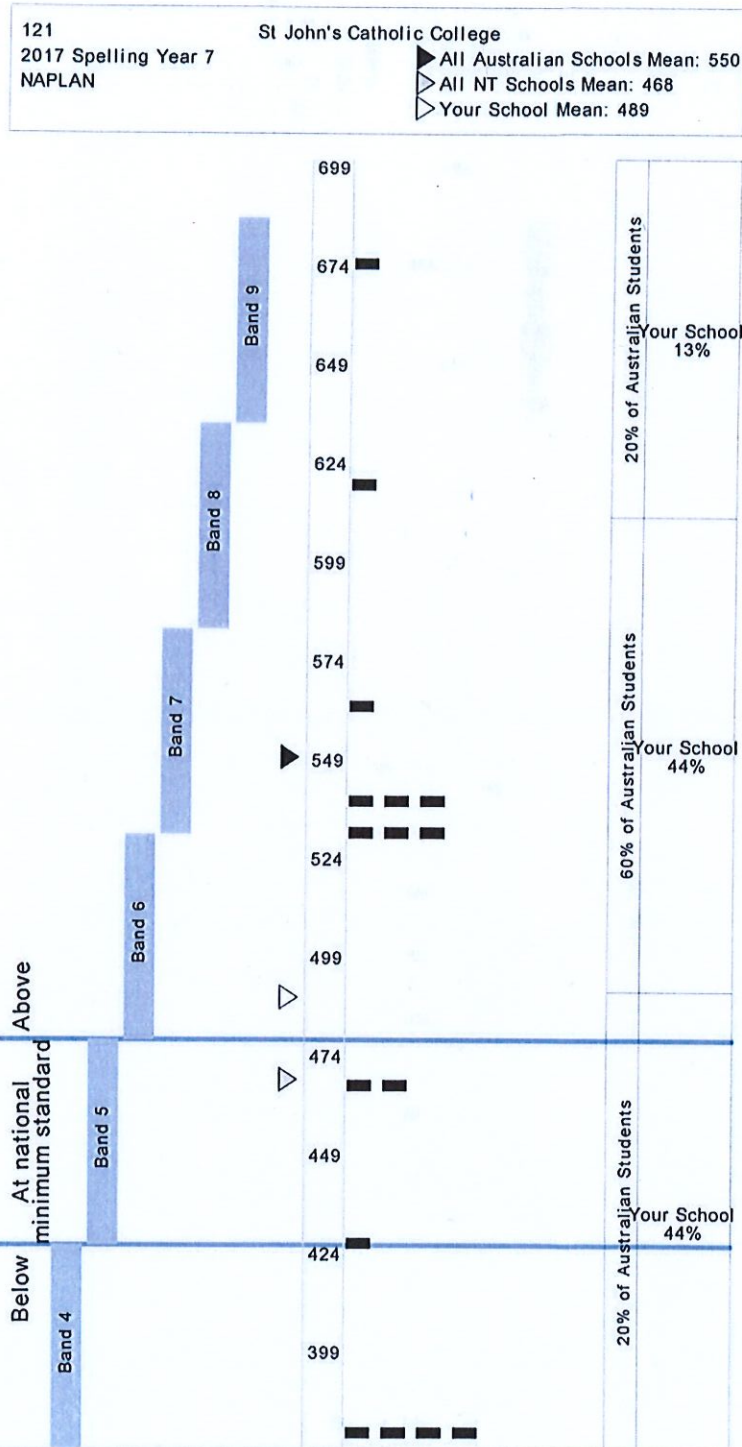 121
St John's Catholic College
2017 Spelling Year 7
All Australian Schools Mean: 550
NAPLAN
All NT Schools Mean: 468
Your School Mean: 489
699
674
649
624
599
574
549
524
499
474
449
424
399
Band 9
Band 8
Band 7
Band 6
Band 5
Band 4
Above
At national
minimum standard
Below
20% of Australian Students
Your School
13%
60% of Australian Students
Your School
44%
20% of Australian Students
Your School
44%